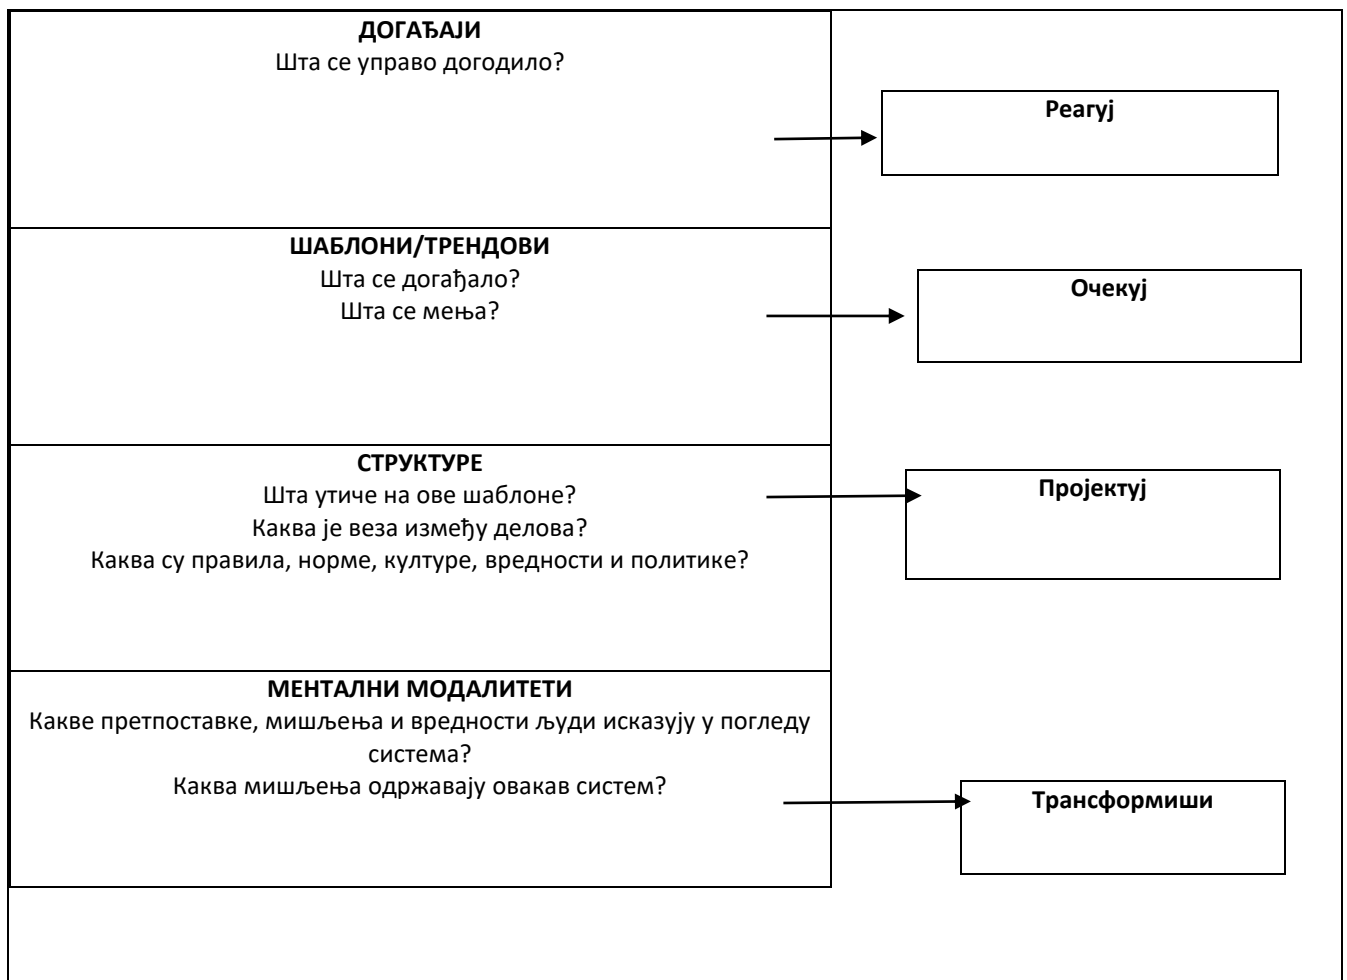 ДОГАЂАЈИ
Шта се управо догодило?
Реагуј
ШАБЛОНИ/ТРЕНДОВИ
Шта се догађало?
Шта се мења?
Очекуј
СТРУКТУРЕ
Шта утиче на ове шаблоне?
Каква је веза између делова?
Каква су правила, норме, културе, вредности и политике?
Пројектуј
МЕНТАЛНИ МОДАЛИТЕТИ
Какве претпоставке, мишљења и вредности људи исказују у погледу
система?
Каква мишљења одржавају овакав систем?
Трансформиши